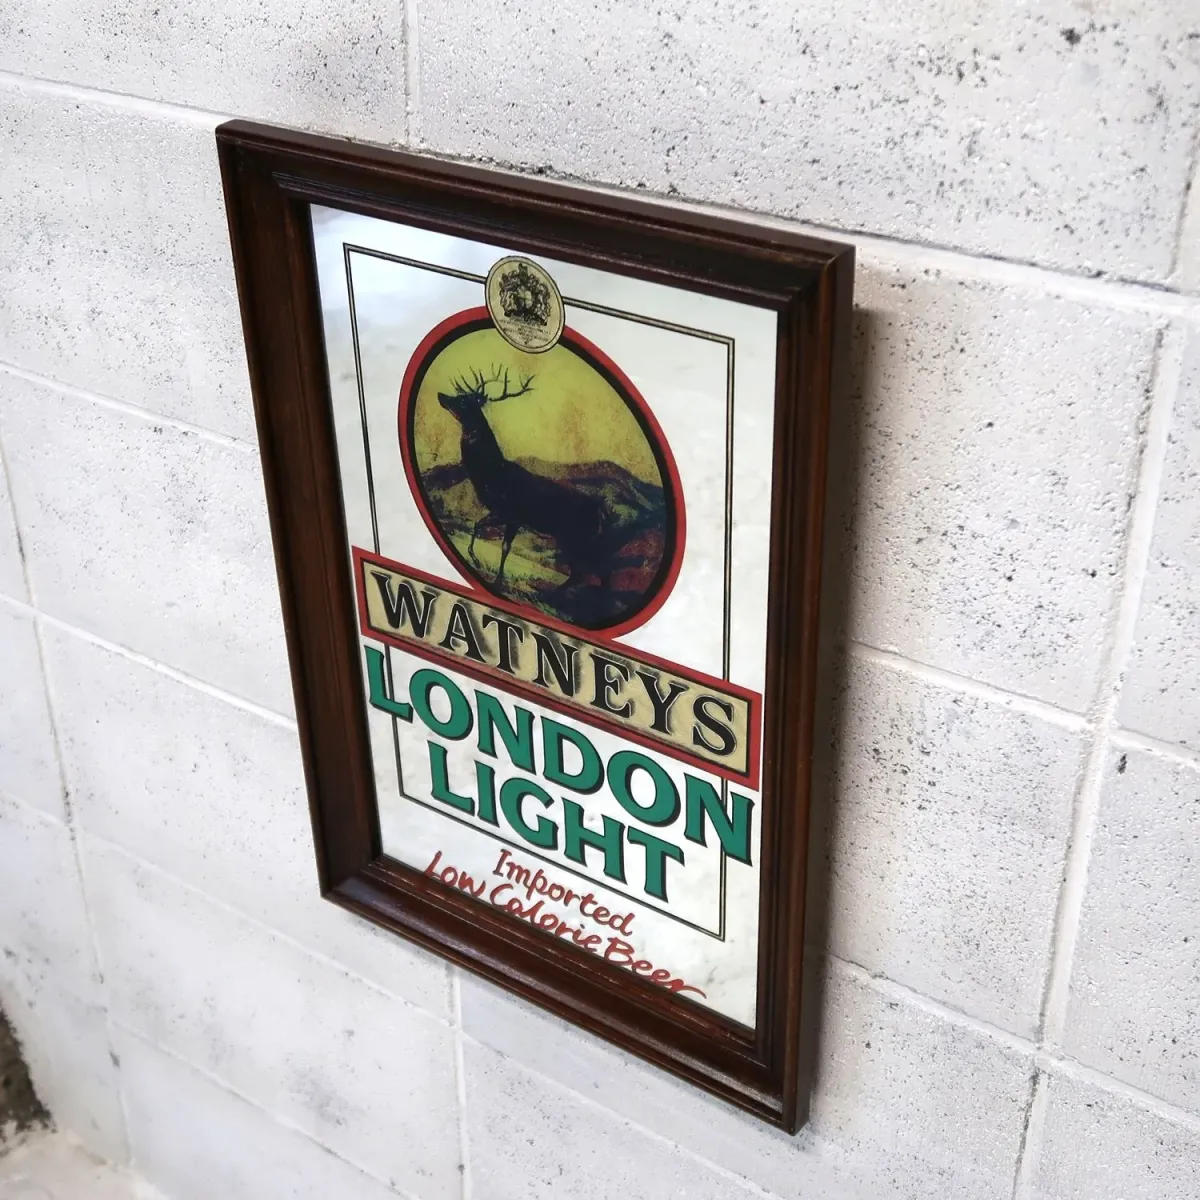 WATNEYS
LONDON
LIGHT
Imported
Low Calorie Beer